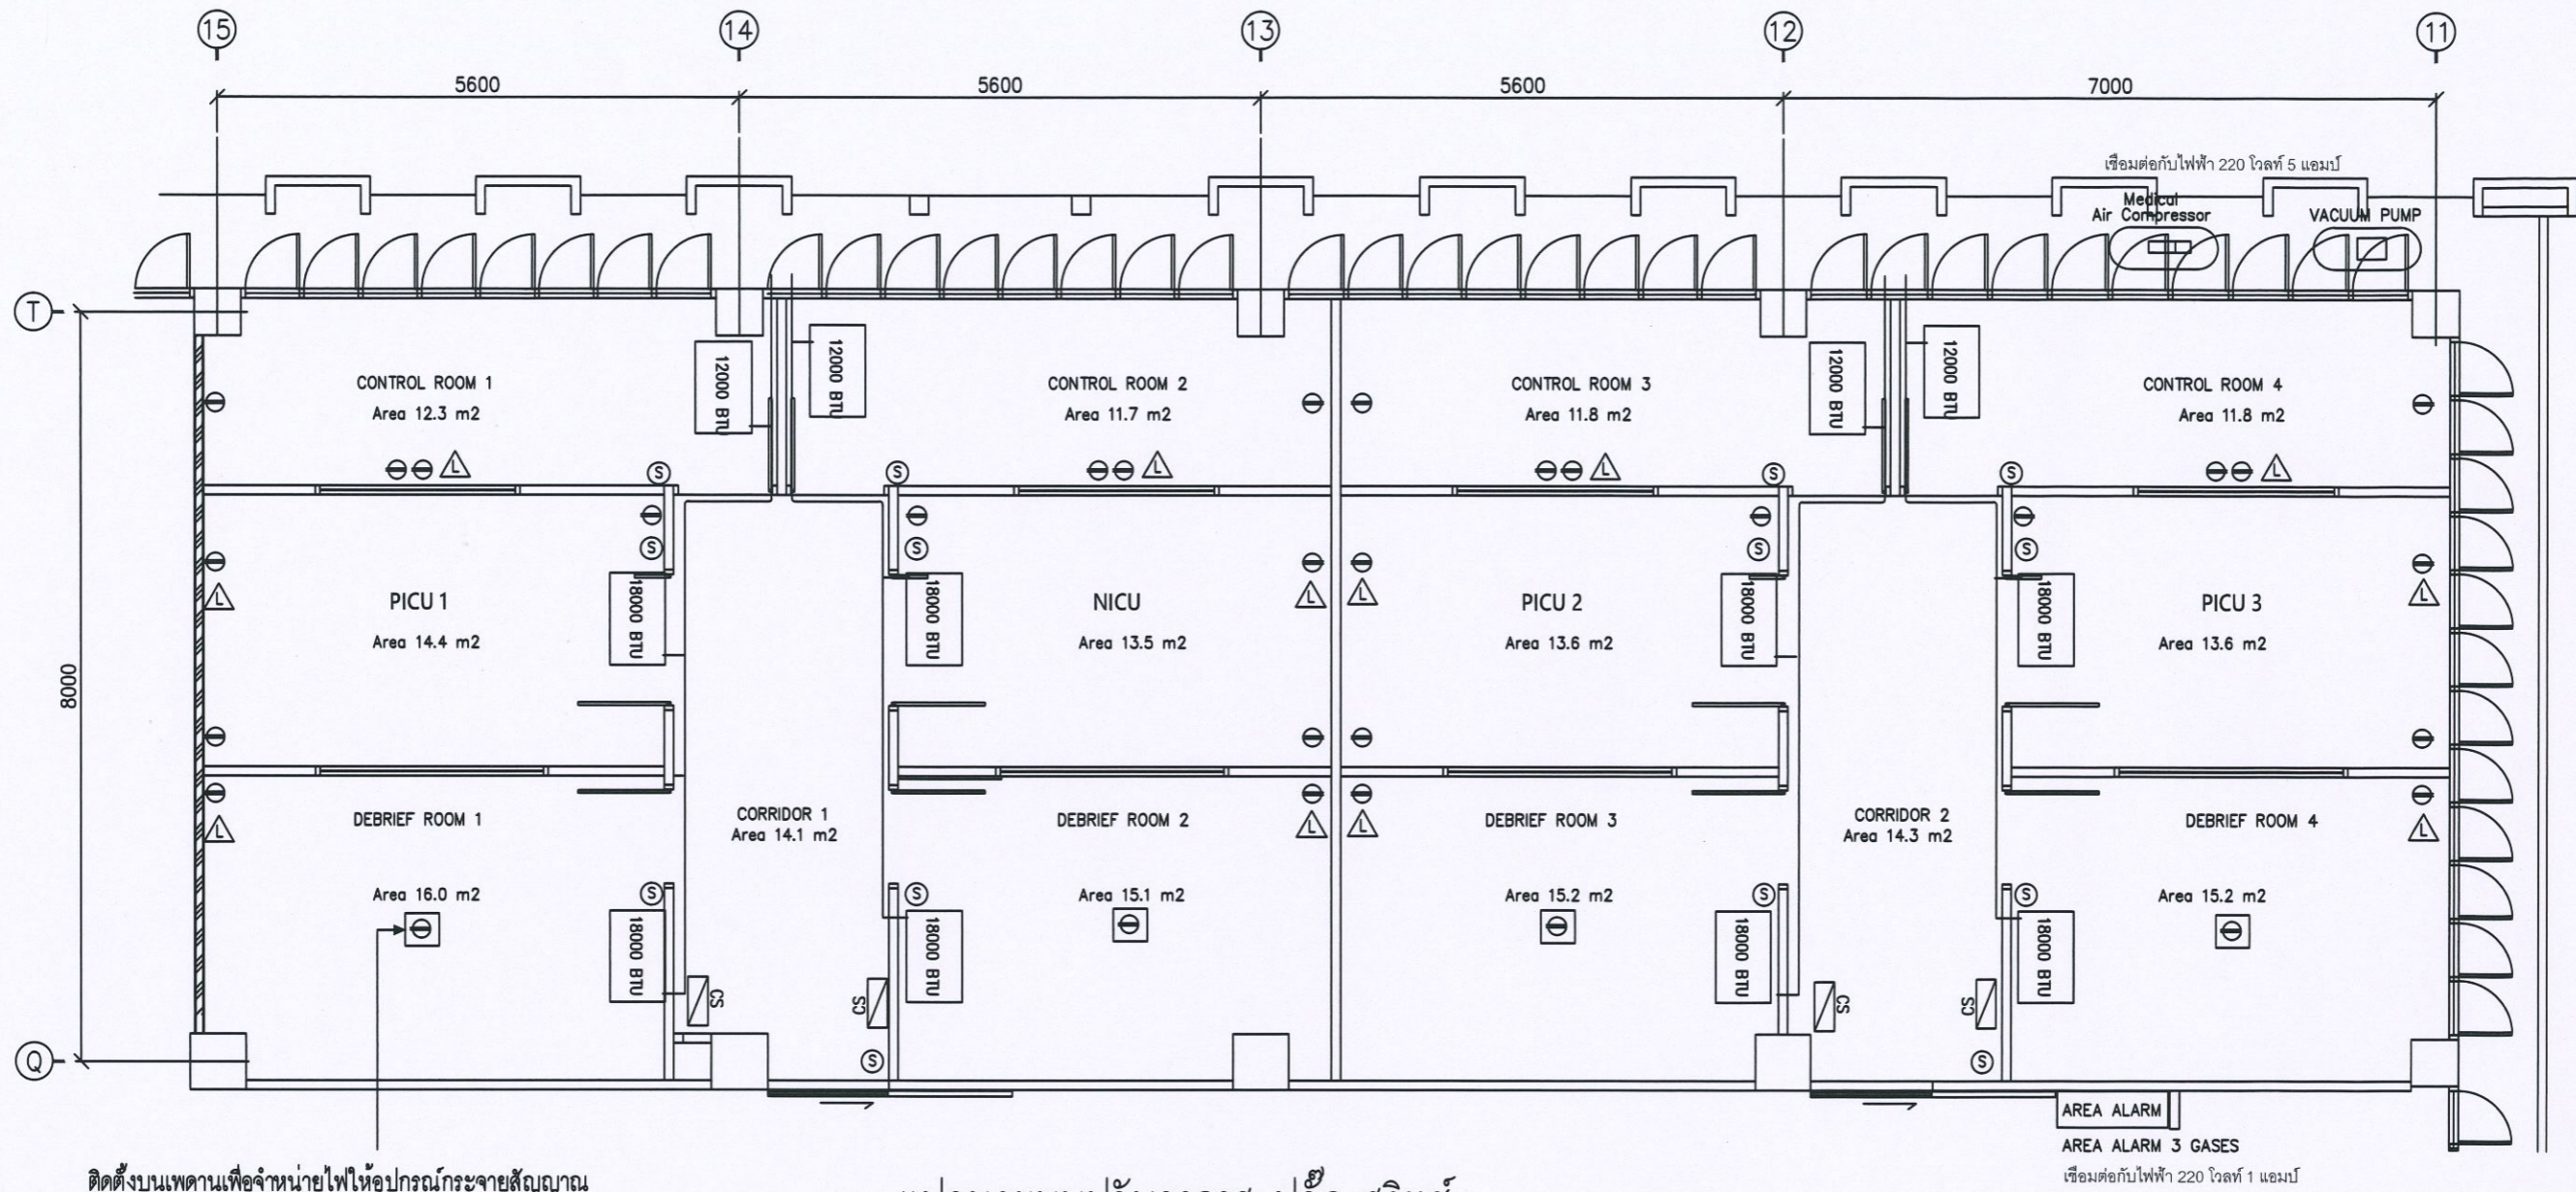 15 14 13 12 11
5600 5600 5600 7000
เชื่อมต่อกับไฟฟ้า 220 โวลท์ 5 แอมป์
Medical
Air Compressor
VACUUM PUMP
T
12000 BTU 12000 BTU 12000 BTU 12000 BTU
CONTROL ROOM 1 CONTROL ROOM 2 CONTROL ROOM 3 CONTROL ROOM 4
Area 12.3 m2 Area 11.7 m2 Area 11.8 m2 Area 11.8 m2
L L L L
S S S S
S S S S
18000 BTU 18000 BTU 18000 BTU 18000 BTU
L L L L
PICU 1 NICU PICU 2 PICU 3
Area 14.4 m2 Area 13.5 m2 Area 13.6 m2 Area 13.6 m2
8000
DEBRIEF ROOM 1 CORRIDOR 1 DEBRIEF ROOM 2 DEBRIEF ROOM 3 CORRIDOR 2 DEBRIEF ROOM 4
L Area 14.1 m2 L L Area 14.3 m2 L
Area 16.0 m2 S S Area 15.1 m2 Area 15.2 m2 S S Area 15.2 m2
18000 BTU 18000 BTU 18000 BTU 18000 BTU
CS CS CS CS
Q S S
AREA ALARM
AREA ALARM 3 GASES
เชื่อมต่อกับไฟฟ้า 220 โวลท์ 1 แอมป์
ติดตั้งบนเพดานเพื่อจำหน่ายไฟให้อุปกรณ์กระจายสัญญาณ